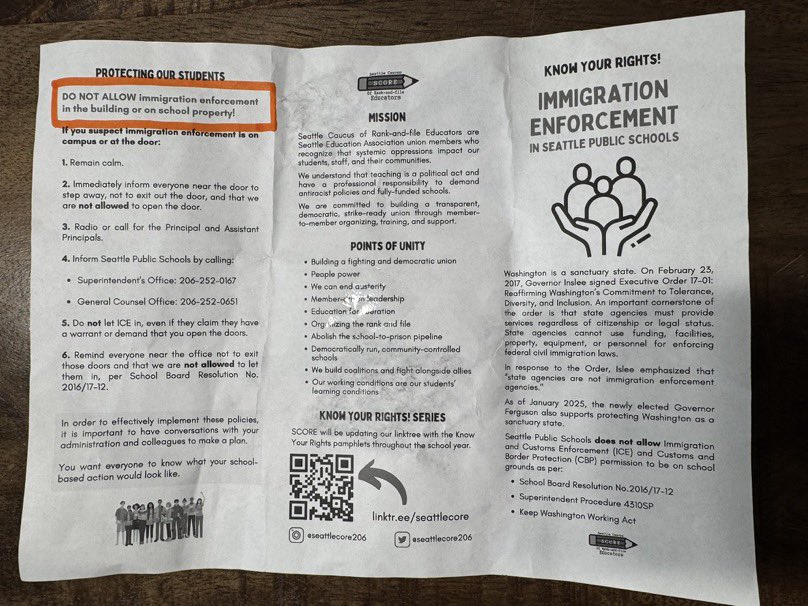 PROTECTING OUR STUDENTS
DO NOT ALLOW immigration enforcement
in the building or on school property!
If you suspect immigration enforcement is on
campus or at the door:
1. Remain calm.
2. Immediately inform everyone near the door to
step away, not to exit out the door, and that we
are not allowed to open the door.
3. Radio or call for the Principal and Assistant
Principals.
4. Inform Seattle Public Schools by calling:
• Superintendent's Office: 206-252-0167
• General Counsel Office: 206-252-0651
5. Do not let ICE in, even if they claim they have
a warrant or demand that you open the doors.
6. Remind everyone near the office not to exit
those doors and that we are not allowed to let
them in, per School Board Resolution No.
2016/17-12.
In order to effectively implement these policies,
it is important to have conversations with your
administration and colleagues to make a plan.
You want everyone to know what your school-
based action would look like.
Seattle Caucus
SCORE
Of Rank-and-file
Educators
MISSION
Seattle Caucus of Rank-and-file Educators are
Seattle Education Association union members who
recognize that systemic oppressions impact our
students, staff, and their communities.
We understand that teaching is a political act and
have a professional responsibility to demand
antiracist policies and fully-funded schools.
We are committed to building a transparent,
democratic, strike-ready union through member-
to-member organizing, training, and support.
POINTS OF UNITY
• Building a fighting and democratic union
• People power
• We can end austerity
• leadership
• Education for
• Organizing the rank and file
• Abolish the school-to-prison pipeline
• Democratically run, community-controlled
schools
• We build coalitions and fight alongside allies
• Our working conditions are our students'
learning conditions
KNOW YOUR RIGHTS! SERIES
SCORE will be updating our linktree with the Know
Your Rights pamphlets throughout the school year.
linktr.ee/seattlecore
@seattlescore206
@seattlescore206
KNOW YOUR RIGHTS!
IMMIGRATION
ENFORCEMENT
IN SEATTLE PUBLIC SCHOOLS
Washington is a sanctuary state. On February 23,
2017, Governor Inslee signed Executive Order 17-01:
Reaffirming Washington's Commitment to Tolerance,
Diversity, and Inclusion. An important cornerstone of
the order is that state agencies must provide
services regardless of citizenship or legal status.
State agencies cannot use funding, facilities,
property, equipment, or personnel for enforcing
federal civil immigration laws.
In response to the Order, Islee emphasized that
"state agencies are not immigration enforcement
agencies."
As of January 2025, the newly elected Governor
Ferguson also supports protecting Washington as a
sanctuary state.
Seattle Public Schools does not allow Immigration
and Customs Enforcement (ICE) and Customs and
Border Protection (CBP) permission to be on school
grounds as per:
• School Board Resolution No.2016/17-12
• Superintendent Procedure 4310SP
• Keep Washington Working Act
Seattle Caucus
SCORE
Of Rank-and-file
Educators